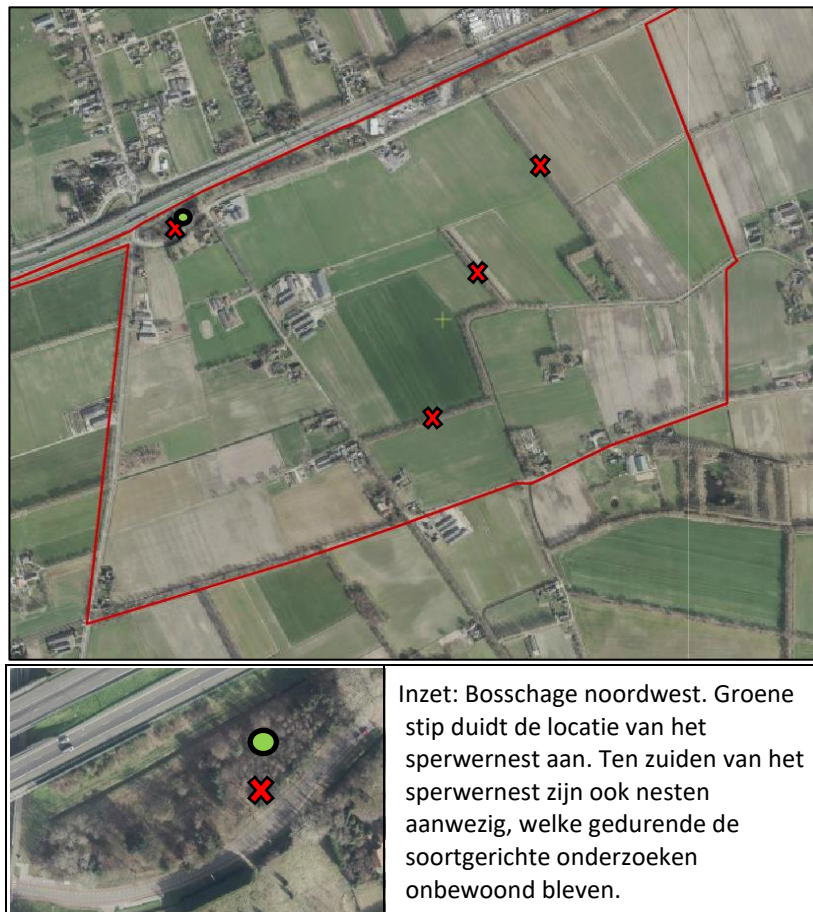 Inzet: Bosschage noordwest. Groene
stip duidt de locatie van het
sperwernest aan. Ten zuiden van het
sperwernest zijn ook nesten
aanwezig, welke gedurende de
soortgerichte onderzoeken
onbewoond bleven.